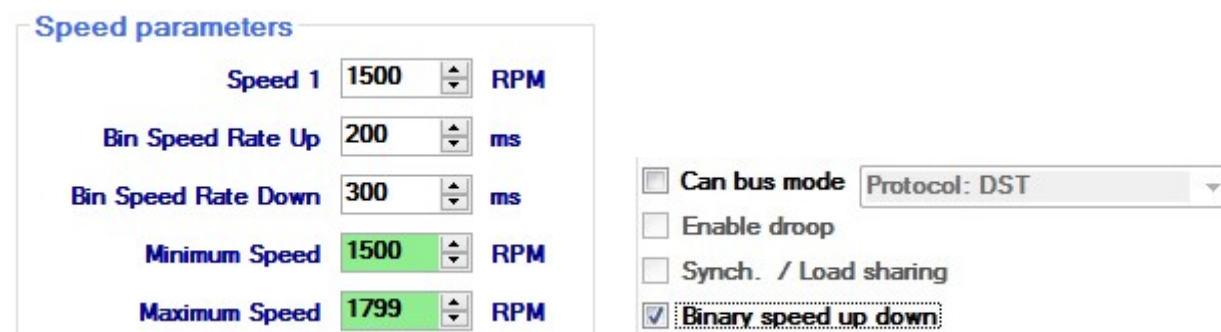 Speed parameters
Speed 1 1500 RPM
Bin Speed Rate Up 200 ms
Bin Speed Rate Down 300 ms
Minimum Speed 1500 RPM
Maximum Speed 1799 RPM
Can bus mode Protocol: DST
Enable droop
Synch. / Load sharing
Binary speed up down